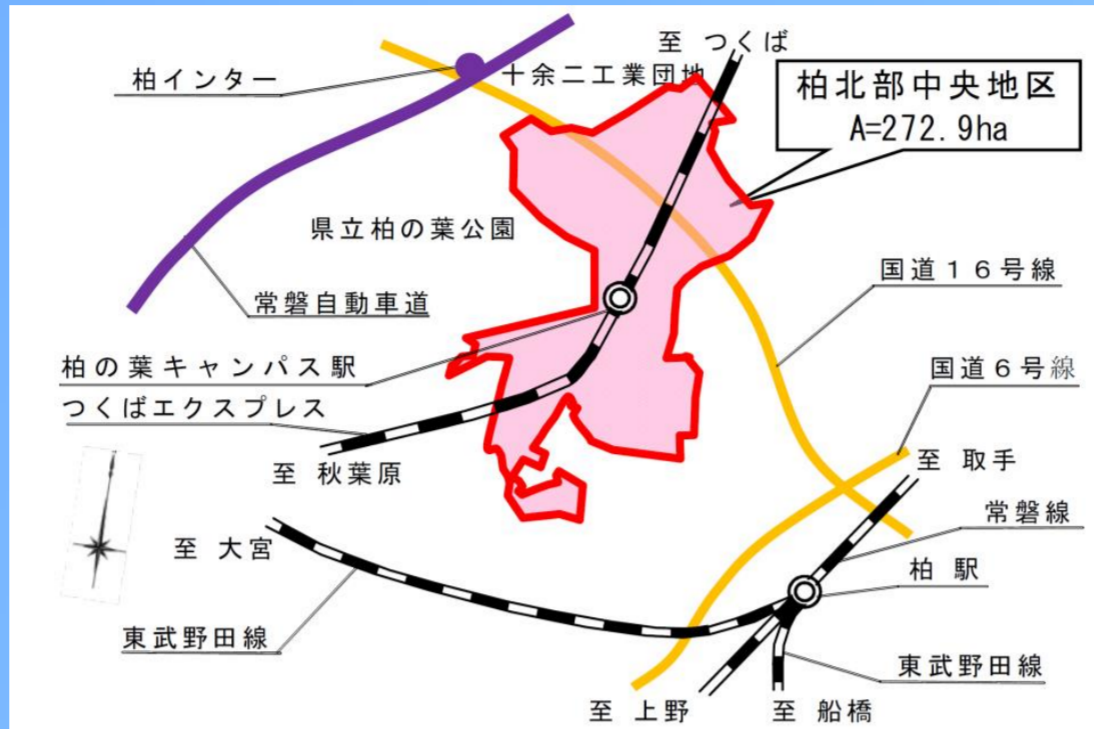 至 つくば
柏インター
十余二工業団地
柏北部中央地区
A=272.9ha
県立柏の葉公園
国道16号線
常磐自動車道
柏の葉キャンパス駅
国道6号線
つくばエクスプレス
至 秋葉原
至 取手
常磐線
至 大宮
柏 駅
東武野田線
東武野田線
至 上野
至 船橋